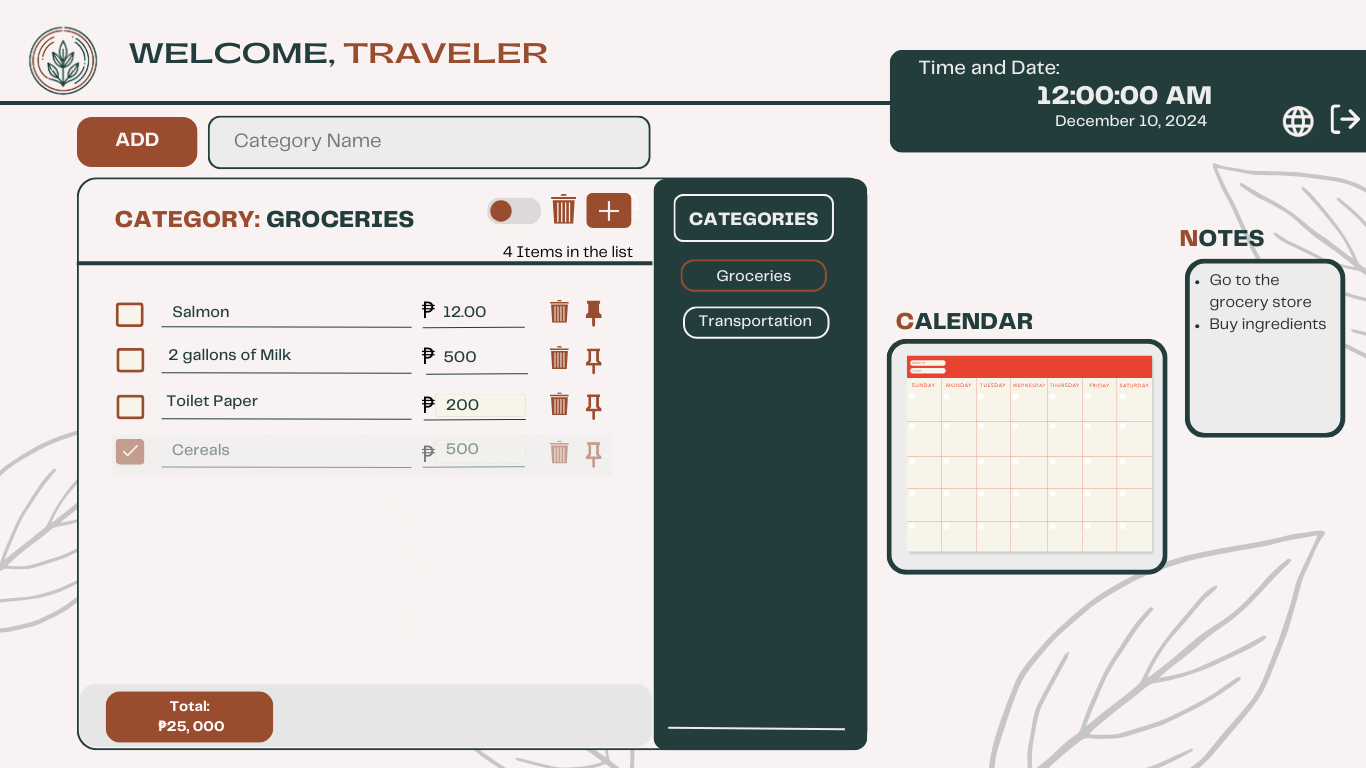 WELCOME, TRAVELER
Time and Date:
12:00:00 AM
December 10, 2024
ADD
Category Name
CATEGORY: GROCERIES
4 Items in the list
Salmon ₱ 12.00
2 gallons of Milk ₱ 500
Toilet Paper ₱ 200
Cereals ₱ 500
Total:
₱25, 000
CATEGORIES
Groceries
Transportation
CALENDAR
SUNDAY MONDAY TUESDAY WEDNESDAY THURSDAY FRIDAY SATURDAY
NOTES
• Go to the
grocery store
• Buy ingredients